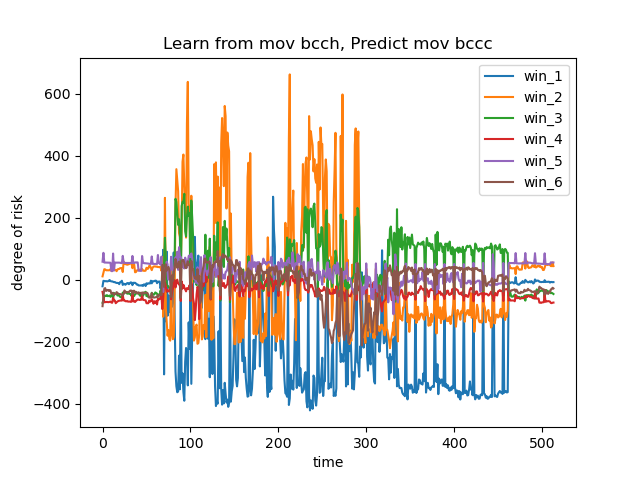 Learn from mov bcch, Predict mov bccc
degree of risk
600
400
200
0
−200
−400
0
100
200
300
400
500
time
win_1
win_2
win_3
win_4
win_5
win_6